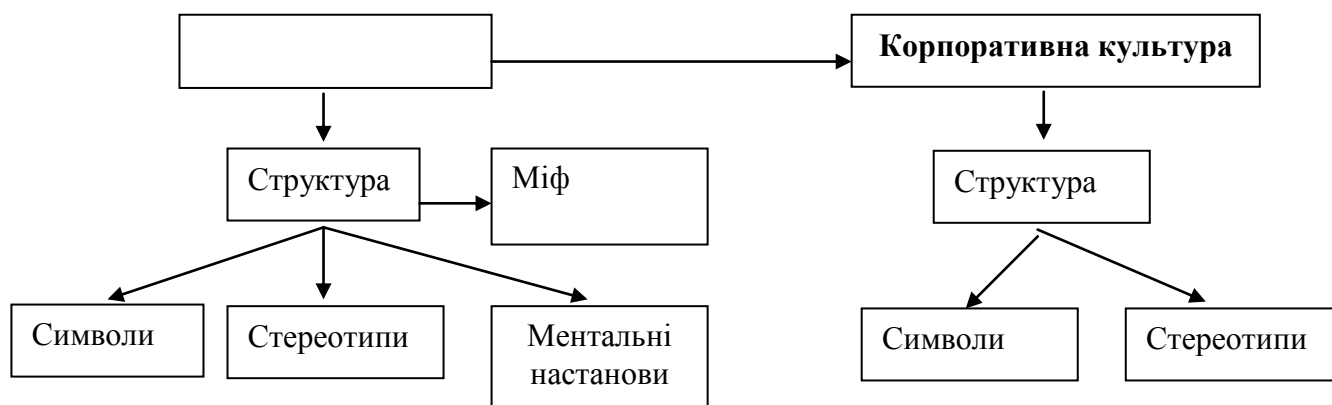 Корпоративна культура
Структура
Міф
Структура
Символи
Стереотипи
Ментальні
настанови
Символи
Стереотипи